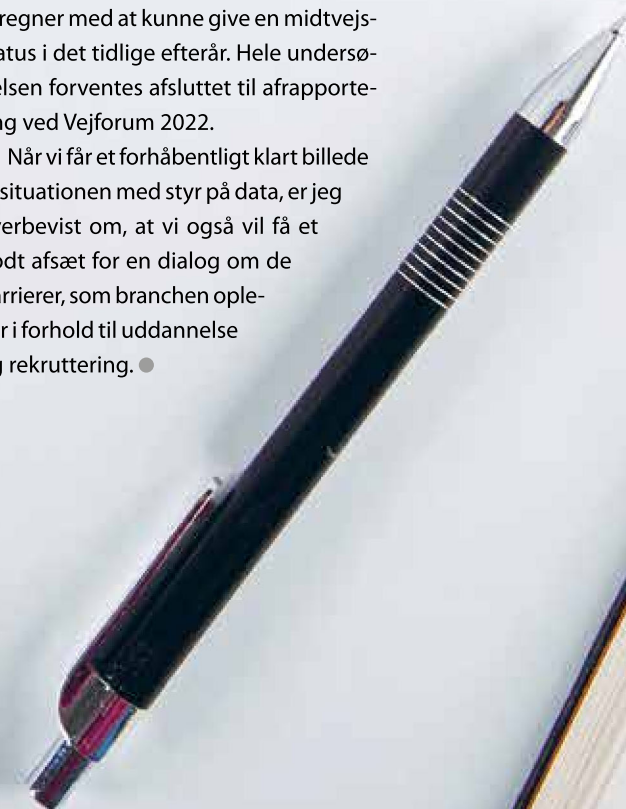 regner med at kunne give en midtvejs-
atus i det tidlige efterår. Hele undersø-
elsen forventes afsluttet til afrapporte-
ng ved Vejforum 2022.
Når vi får et forhåbentligt klart billede
situationen med styr på data, er jeg
verbevist om, at vi også vil få et
odt afsæt for en dialog om de
arrierer, som branchen ople-
r i forhold til uddannelse
g rekruttering.